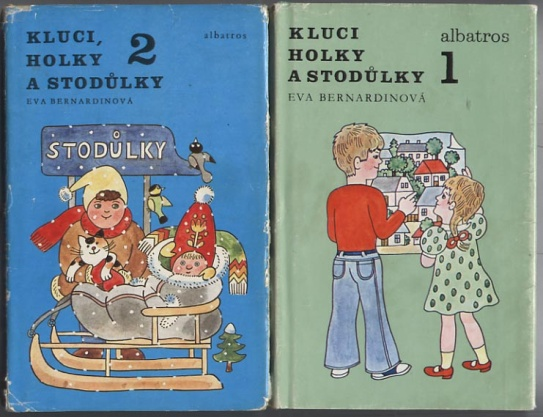 KLUCI,
HOLKY 2
A STODŮLKY
EVA BERNARDINOVÁ
albatros
STODŮLKY
KLUCI
HOLKY
A STODŮLKY 1
EVA BERNARDINOVÁ
albatros